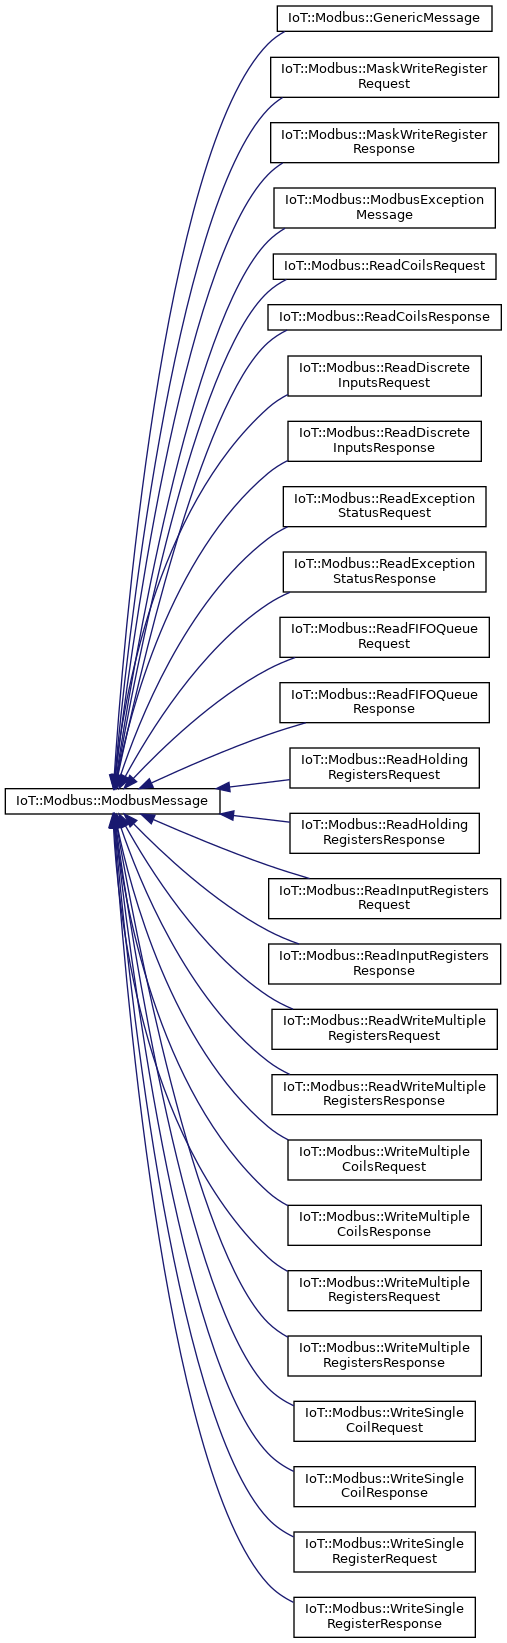 IoT::Modbus::GenericMessage
IoT::Modbus::MaskWriteRegister
Request
IoT::Modbus::MaskWriteRegister
Response
IoT::Modbus::ModbusException
Message
IoT::Modbus::ReadCoilsRequest
IoT::Modbus::ReadCoilsResponse
IoT::Modbus::ReadDiscrete
InputsRequest
IoT::Modbus::ReadDiscrete
InputsResponse
IoT::Modbus::ReadException
StatusRequest
IoT::Modbus::ReadException
StatusResponse
IoT::Modbus::ReadFIFOQueue
Request
IoT::Modbus::ReadFIFOQueue
Response
IoT::Modbus::ReadHolding
RegistersRequest
IoT::Modbus::ModbusMessage
IoT::Modbus::ReadHolding
RegistersResponse
IoT::Modbus::ReadInputRegisters
Request
IoT::Modbus::ReadInputRegisters
Response
IoT::Modbus::ReadWriteMultiple
RegistersRequest
IoT::Modbus::ReadWriteMultiple
RegistersResponse
IoT::Modbus::WriteMultiple
CoilsRequest
IoT::Modbus::WriteMultiple
CoilsResponse
IoT::Modbus::WriteMultiple
RegistersRequest
IoT::Modbus::WriteMultiple
RegistersResponse
IoT::Modbus::WriteSingle
CoilRequest
IoT::Modbus::WriteSingle
CoilResponse
IoT::Modbus::WriteSingle
RegisterRequest
IoT::Modbus::WriteSingle
RegisterResponse